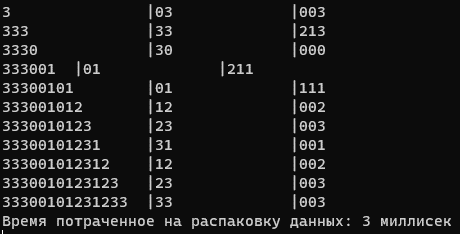 3 |03 |003
333 |33 |213
3330 |30 |000
333001 |01 |211
33300101 |01 |111
333001012 |12 |002
3330010123 |23 |003
33300101231 |31 |001
333001012312 |12 |002
3330010123123 |23 |003
33300101231233 |33 |003
Время потраченное на распаковку данных: 3 миллисек